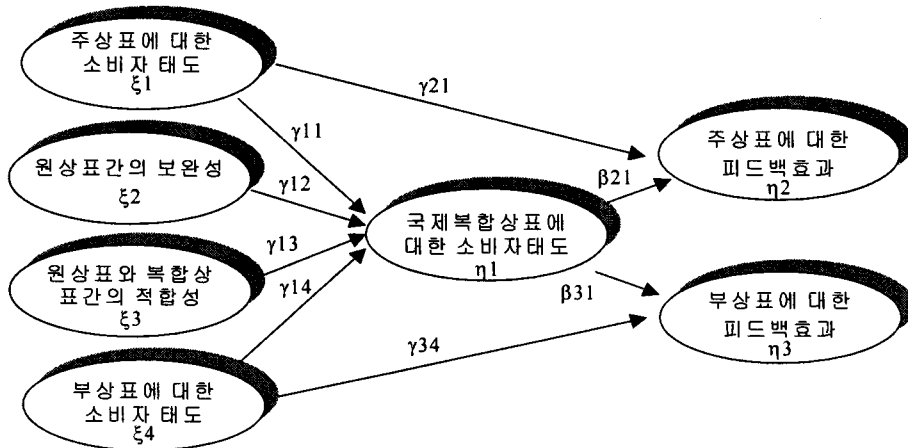 주상표에 대한
소비자 태도
ξ1
γ21
γ11
주상표에 대한
피드백효과
η2
원상표간의 보완성
ξ2
γ12
β21
국제복합상표에
대한 소비자태도
η1
γ13
원상표와 복합상
표간의 적합성
ξ3
γ14
β31
부상표에 대한
피드백효과
η3
γ34
부상표에 대한
소비자 태도
ξ4